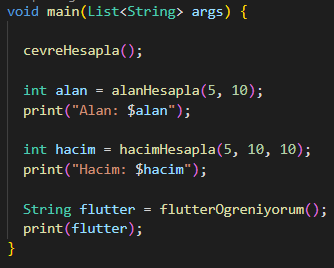 void main(List<String> args) {
cevreHesapla();
int alan = alanHesapla(5, 10);
print("Alan: $alan");
int hacim = hacimHesapla(5, 10, 10);
print("Hacim: $hacim");
String flutter = flutterOgreniyorum();
print(flutter);
}